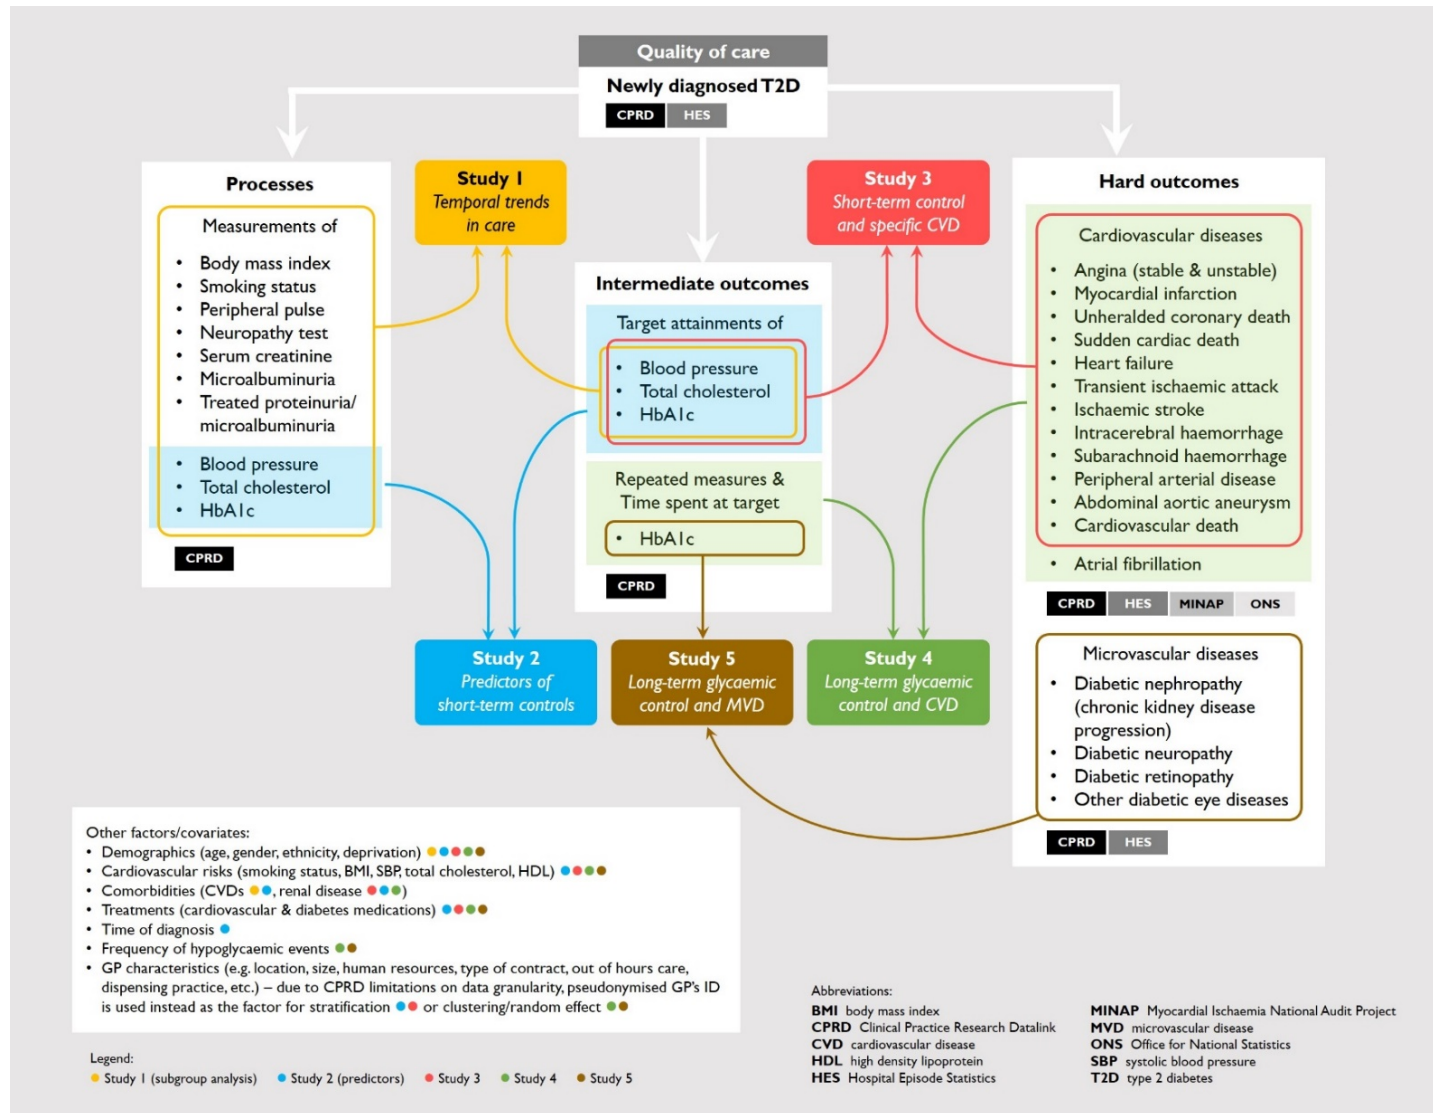 Quality of care
Newly diagnosed T2D
CPRD HES
Processes
Measurements of
• Body mass index
• Smoking status
• Peripheral pulse
• Neuropathy test
• Serum creatinine
• Microalbuminuria
• Treated proteinuria/
microalbuminuria
• Blood pressure
• Total cholesterol
• HbA1c
CPRD
Study 1
Temporal trends
in care
Intermediate outcomes
Target attainments of
• Blood pressure
• Total cholesterol
• HbA1c
Repeated measures &
Time spent at target
• HbA1c
CPRD
Study 3
Short-term control
and specific CVD
Hard outcomes
Cardiovascular diseases
• Angina (stable & unstable)
• Myocardial infarction
• Unheralded coronary death
• Sudden cardiac death
• Heart failure
• Transient ischaemic attack
• Ischaemic stroke
• Intracerebral haemorrhage
• Subarachnoid haemorrhage
• Peripheral arterial disease
• Abdominal aortic aneurysm
• Cardiovascular death
• Atrial fibrillation
CPRD HES MINAP ONS
Microvascular diseases
• Diabetic nephropathy
(chronic kidney disease
progression)
• Diabetic neuropathy
• Diabetic retinopathy
• Other diabetic eye diseases
CPRD HES
Study 2
Predictors of
short-term controls
Study 5
Long-term glycaemic
control and MVD
Study 4
Long-term glycaemic
control and CVD
Other factors/covariates:
• Demographics (age, gender, ethnicity, deprivation)
• Cardiovascular risks (smoking status, BMI, SBP, total cholesterol, HDL)
• Comorbidities (CVDs , renal disease )
• Treatments (cardiovascular & diabetes medications)
• Time of diagnosis
• Frequency of hypoglycaemic events
• GP characteristics (e.g. location, size, human resources, type of contract, out of hours care,
dispensing practice, etc.) – due to CPRD limitations on data granularity, pseudonymised GP's ID
is used instead as the factor for stratification or clustering/random effect
Legend:
Study 1 (subgroup analysis) Study 2 (predictors) Study 3 Study 4 Study 5
Abbreviations:
BMI body mass index
CPRD Clinical Practice Research Datalink
CVD cardiovascular disease
HDL high density lipoprotein
HES Hospital Episode Statistics
MINAP Myocardial Ischaemia National Audit Project
MVD microvascular disease
ONS Office for National Statistics
SBP systolic blood pressure
T2D type 2 diabetes